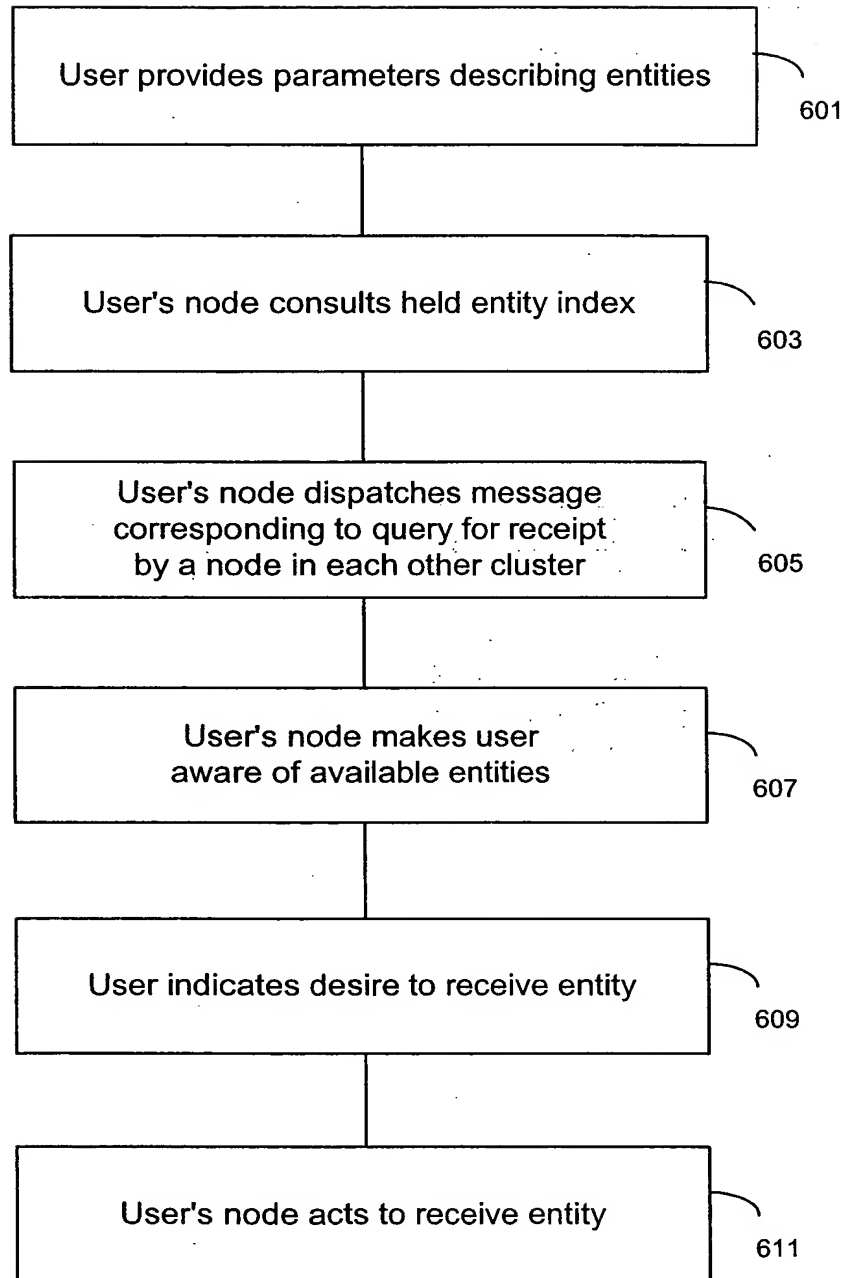 User provides parameters describing entities
601
User's node consults held entity index
603
User's node dispatches message
corresponding to query for receipt
by a node in each other cluster
605
User's node makes user
aware of available entities
607
User indicates desire to receive entity
609
User's node acts to receive entity
611